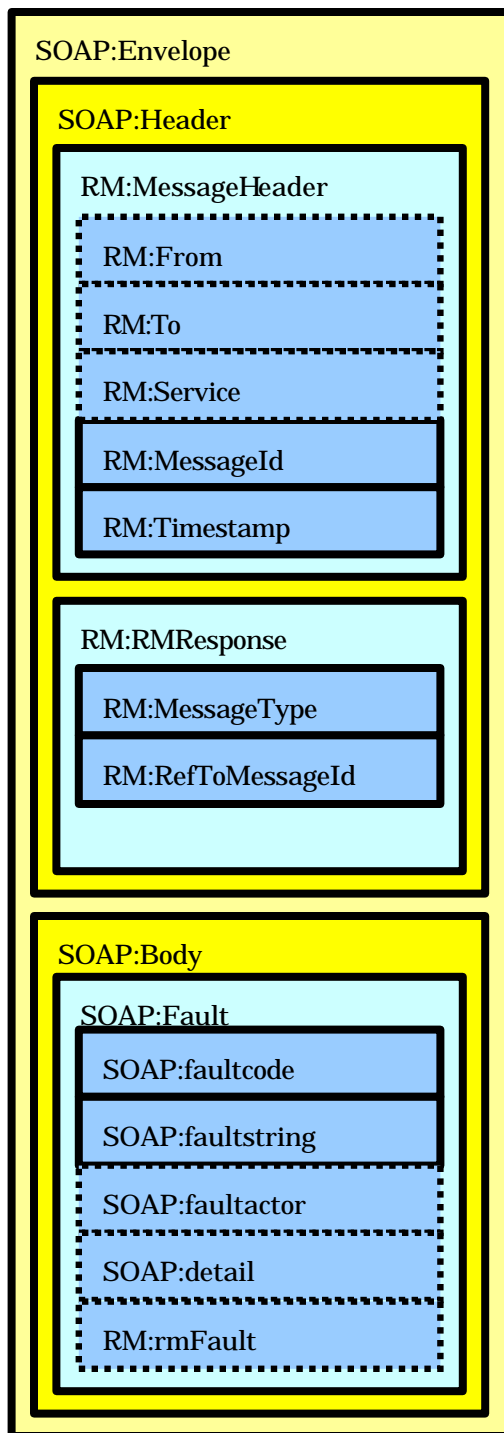 SOAP:Envelope
SOAP:Header
RM:MessageHeader
RM:From
RM:To
RM:Service
RM:MessageId
RM:Timestamp
RM:RMResponse
RM:MessageType
RM:RefToMessageId
SOAP:Body
SOAP:Fault
SOAP:faultcode
SOAP:faultstring
SOAP:faultactor
SOAP:detail
RM:rmFault